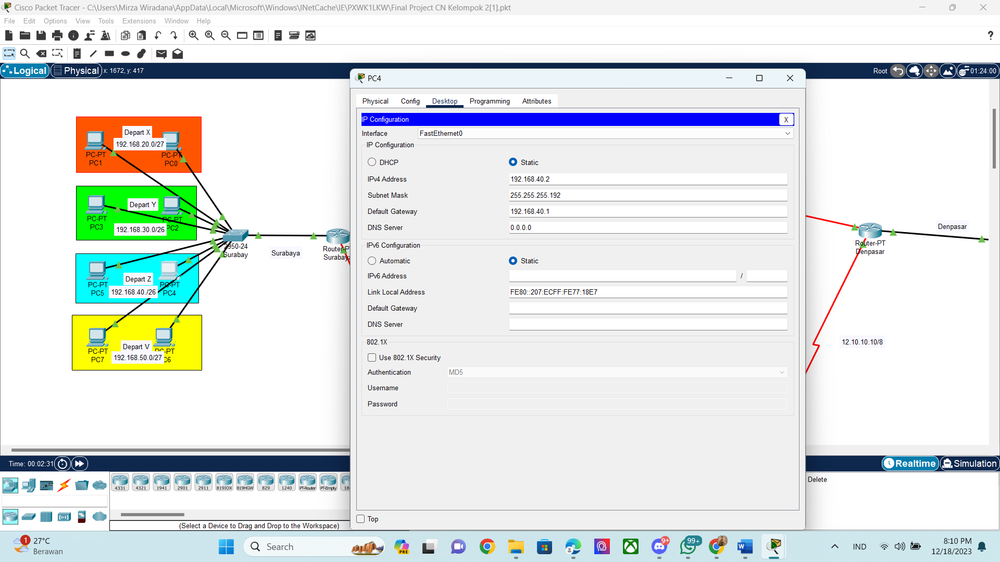 Cisco Packet Tracer - C:\Users\Mirza Wiradana\AppData\Local\Microsoft\Windows\INetCache\IE\PXWK1LKW\Final Project CN Kelompok 2[1].pkt
File Edit Options View Tools Extensions Window Help
Logical Physical x: 1672, y: 417
Root 01:24:00
PC4
Physical Config Desktop Programming Attributes
IP Configuration X
Interface FastEthernet0
IP Configuration
DHCP Static
IPv4 Address 192.168.40.2
Subnet Mask 255.255.255.192
Default Gateway 192.168.40.1
DNS Server 0.0.0.0
IPv6 Configuration
Automatic Static
IPv6 Address /
Link Local Address FE80::207:ECFF:FE77:18E7
Default Gateway
DNS Server
802.1X
Use 802.1X Security
Authentication MD5
Username
Password
Top
Depart X
192.168.20.0/27
PC-PT
PC1
PC-PT
PC0
Depart Y
192.168.30.0/26
PC-PT
PC3
PC-PT
PC2
Depart Z
192.168.40./26
PC-PT
PC5
PC-PT
PC4
Depart V
192.168.50.0/27
PC-PT
PC7
PC-PT
C6
2950-24
Surabay
Surabaya
Router-P
Surabaya
Router-PT
Denpasar
Denpasar
12.10.10.10/8
Time: 00:02:31
Realtime Simulation
4331 4321 1941 2901 2911 819IOX 819HGW 829 1240 PT-Router PT-Empty 18
Delete
(Select a Device to Drag and Drop to the Workspace)
1
27°C
Berawan
Search
PRE
9+
99+
IND
8:10 PM
12/18/2023